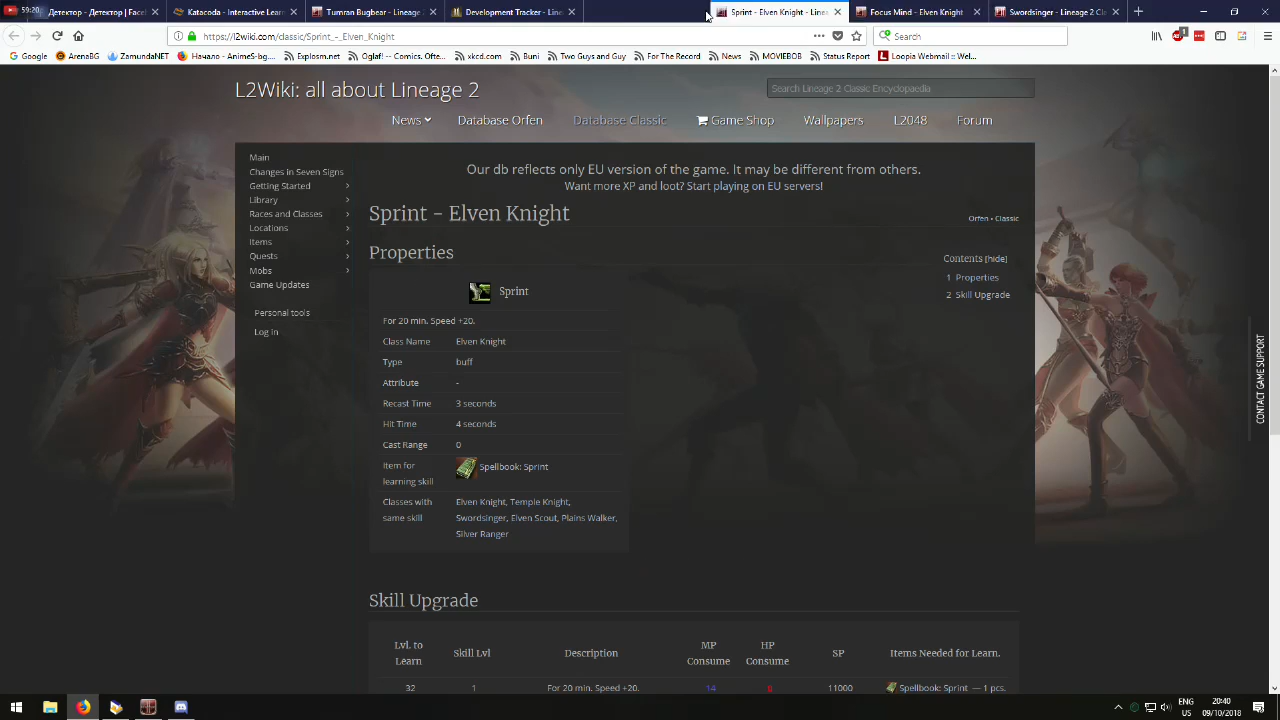 59:20
Детектор - Детектор | Faceb
Katacoda - Interactive Learni
Tumran Bugbear - Lineage 2
Development Tracker - Line
Sprint - Elven Knight - Linea
Focus Mind - Elven Knight
Swordsinger - Lineage 2 Cl
https://l2wiki.com/classic/Sprint_-_Elven_Knight
Search
1
Google
ArenaBG
ZamundaNET
Начало - AnimeS-bg....
Explosm.net
Oglaf! -- Comics. Ofte...
xkcd.com
Buni
Two Guys and Guy
For The Record
News
MOVIEBOB
Status Report
Loopia Webmail :: Wel...
L2Wiki: all about Lineage 2
Search Lineage 2 Classic Encyclopaedia
News
Database Orfen
Database Classic
Game Shop
Wallpapers
L2048
Forum
Main
Changes in Seven Signs
Getting Started
Library
Races and Classes
Locations
Items
Quests
Mobs
Game Updates
Personal tools
Log in
Our db reflects only EU version of the game. It may be different from others.
Want more XP and loot? Start playing on EU servers!
Sprint - Elven Knight
Orfen • Classic
Properties
Contents [hide]
1 Properties
2 Skill Upgrade
Sprint
For 20 min. Speed +20.
Class Name Elven Knight
Type buff
Attribute -
Recast Time 3 seconds
Hit Time 4 seconds
Cast Range 0
Item for learning skill Spellbook: Sprint
Classes with same skill Elven Knight, Temple Knight,
Swordsinger, Elven Scout, Plains Walker,
Silver Ranger
CONTACT GAME SUPPORT
Skill Upgrade
Lvl. to Learn Skill Lvl Description MP Consume HP Consume SP Items Needed for Learn.
32 1 For 20 min. Speed +20. 14 0 11000 Spellbook: Sprint — 1 pcs.
ENG
US
20:40
09/10/2018